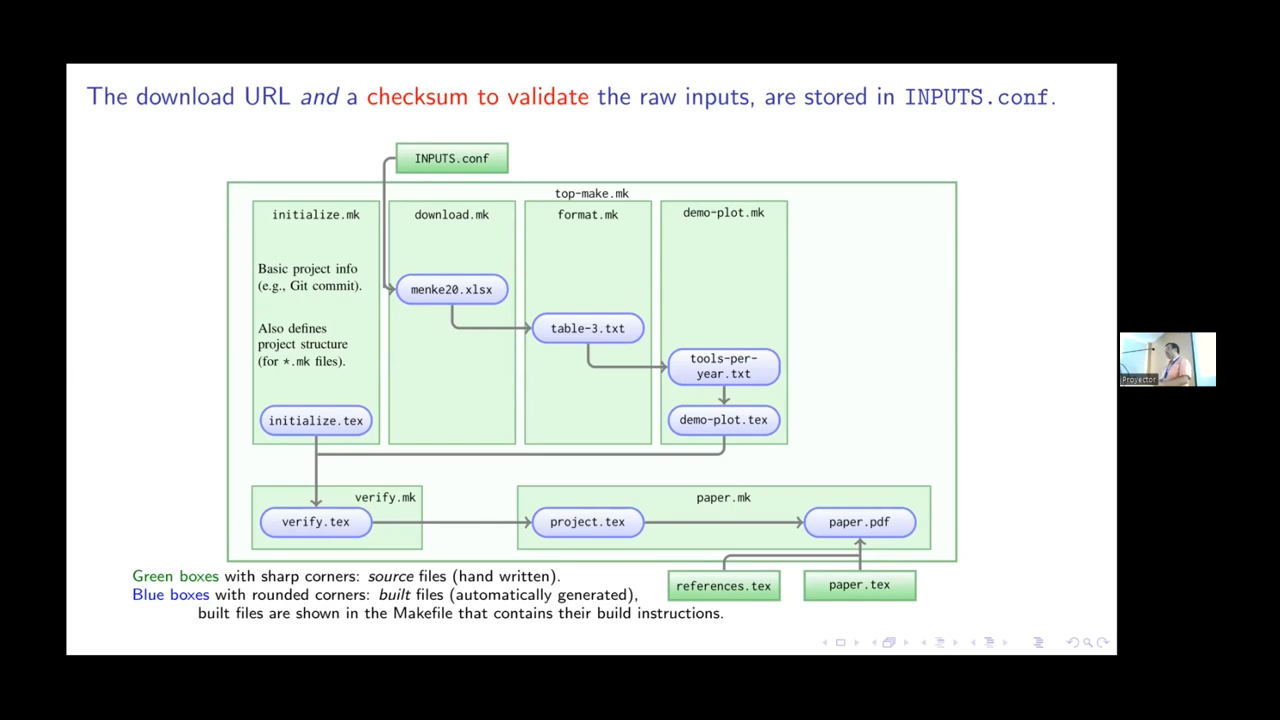 The download URL and a checksum to validate the raw inputs, are stored in INPUTS.conf.
INPUTS.conf
top-make.mk
initialize.mk
download.mk
format.mk
demo-plot.mk
Basic project info
(e.g., Git commit).
Also defines
project structure
(for *.mk files).
menke20.xlsx
table-3.txt
tools-per-
year.txt
initialize.tex
demo-plot.tex
verify.mk
paper.mk
verify.tex
project.tex
paper.pdf
references.tex
paper.tex
Green boxes with sharp corners: source files (hand written).
Blue boxes with rounded corners: built files (automatically generated),
built files are shown in the Makefile that contains their build instructions.
Proyector